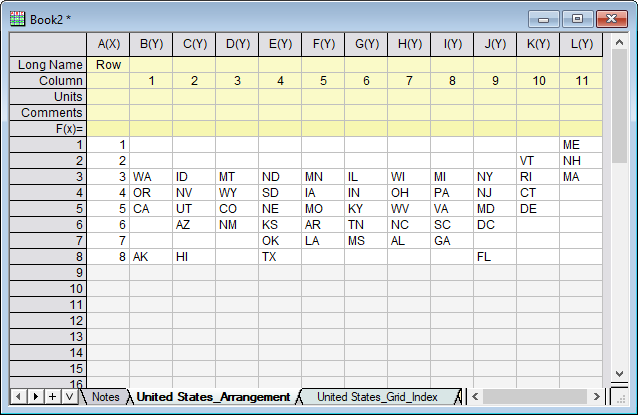 Book2 *
A(X) B(Y) C(Y) D(Y) E(Y) F(Y) G(Y) H(Y) I(Y) J(Y) K(Y) L(Y)
Long Name Row
Column 1 2 3 4 5 6 7 8 9 10 11
Units
Comments
F(x)=
1 1 ME
2 2 VT NH
3 3 WA ID MT ND MN IL WI MI NY RI MA
4 4 OR NV WY SD IA IN OH PA NJ CT
5 5 CA UT CO NE MO KY WV VA MD DE
6 6 AZ NM KS AR TN NC SC DC
7 7 OK LA MS AL GA
8 8 AK HI TX FL
9
10
11
12
13
14
15
16
Notes United States_Arrangement United States_Grid_Index